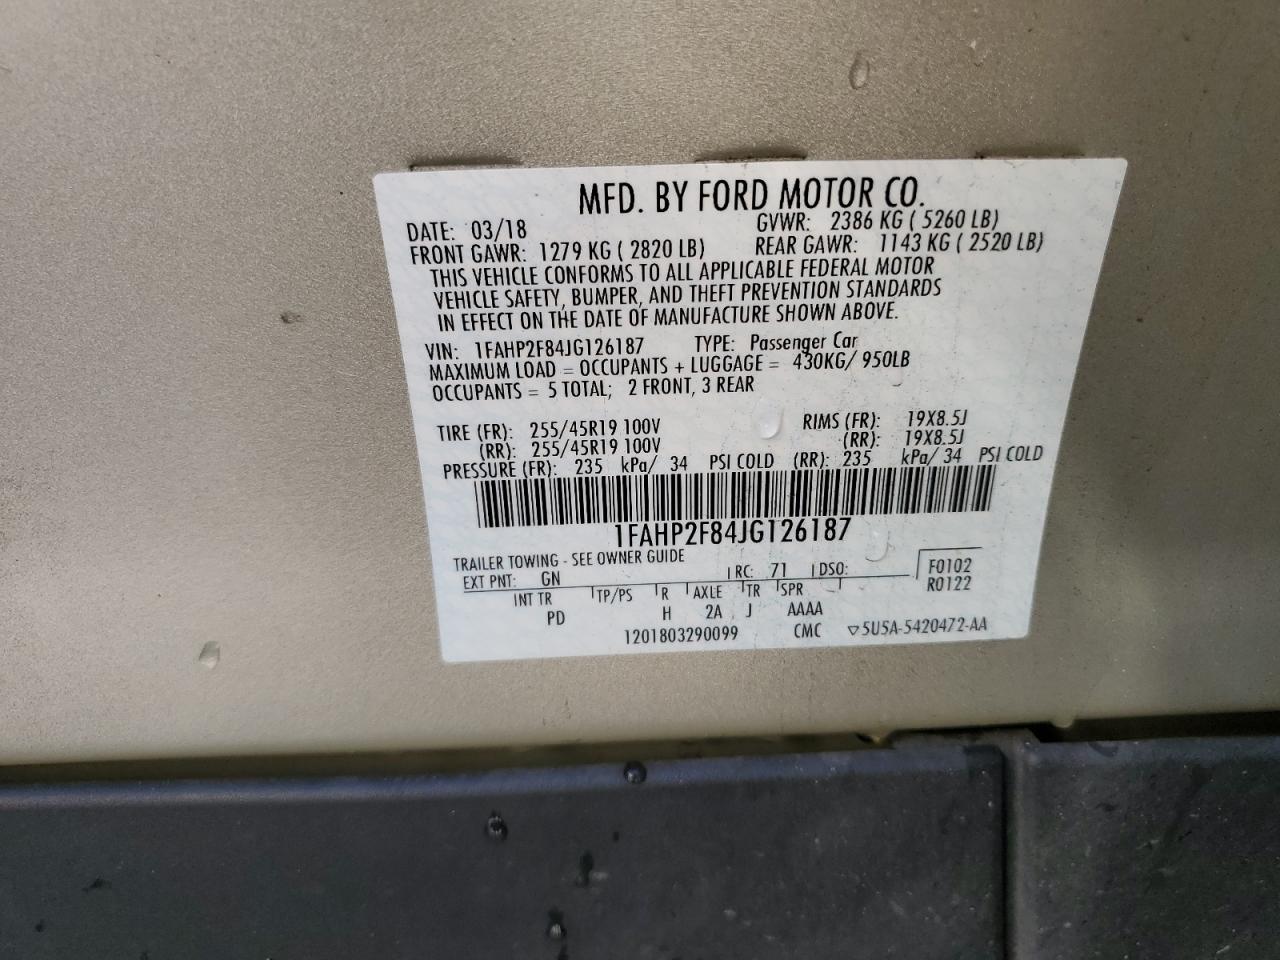 MFD. BY FORD MOTOR CO.
DATE: 03/18 GVWR: 2386 KG ( 5260 LB)
FRONT GAWR: 1279 KG ( 2820 LB) REAR GAWR: 1143 KG ( 2520 LB)
THIS VEHICLE CONFORMS TO ALL APPLICABLE FEDERAL MOTOR
VEHICLE SAFETY, BUMPER, AND THEFT PREVENTION STANDARDS
IN EFFECT ON THE DATE OF MANUFACTURE SHOWN ABOVE.
VIN: 1FAHP2F84JG126187 TYPE: Passenger Car
MAXIMUM LOAD = OCCUPANTS + LUGGAGE = 430KG/ 950LB
OCCUPANTS = 5 TOTAL; 2 FRONT, 3 REAR
TIRE (FR): 255/45R19 100V RIMS (FR): 19X8.5J
(RR): 255/45R19 100V (RR): 19X8.5J
PRESSURE (FR): 235 kPa/ 34 PSI COLD (RR): 235 kPa/ 34 PSI COLD
1FAHP2F84JG126187
TRAILER TOWING - SEE OWNER GUIDE
EXT PNT: GN RC: 71 DSO: F0102
R0122
INT TR TP/PS R AXLE TR SPR
PD H 2A J AAAA
1201803290099 CMC ▽5U5A-5420472-AA